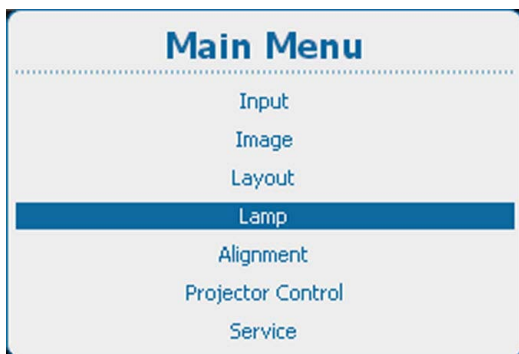 Main Menu
Input
Image
Layout
Lamp
Alignment
Projector Control
Service